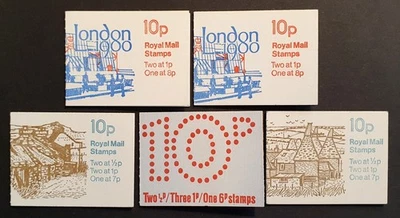 London
1980
10p
Royal Mail
Stamps
Two at 1p
One at 8p
London
1980
10p
Royal Mail
Stamps
Two at 1p
One at 8p
10p
Royal Mail
Stamps
Two at ½p
Two at 1p
One at 7p
10p
Two ½p/Three 1p/One 6p stamps
10p
Royal Mail
Stamps
Two at ½p
Two at 1p
One at 7p